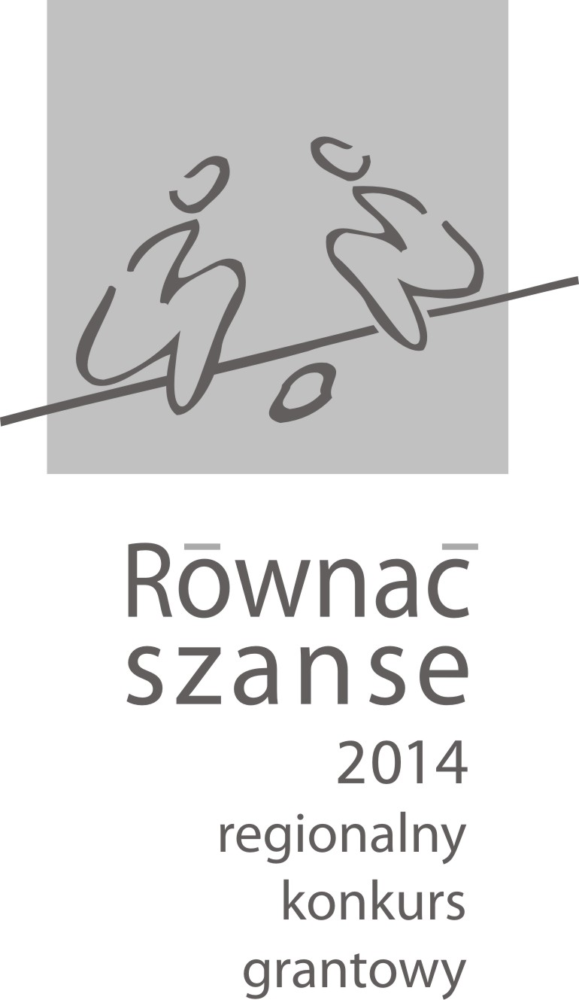 Równać
szanse
2014
regionalny
konkurs
grantowy